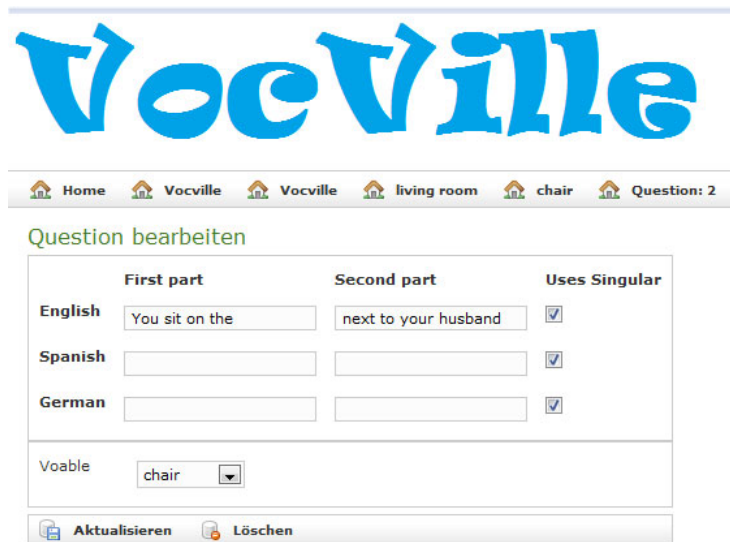 VocVille
Home Vocville Vocville living room chair Question: 2
Question bearbeiten
First part Second part Uses Singular
English You sit on the next to your husband
Spanish
German
Voable chair
Aktualisieren Löschen